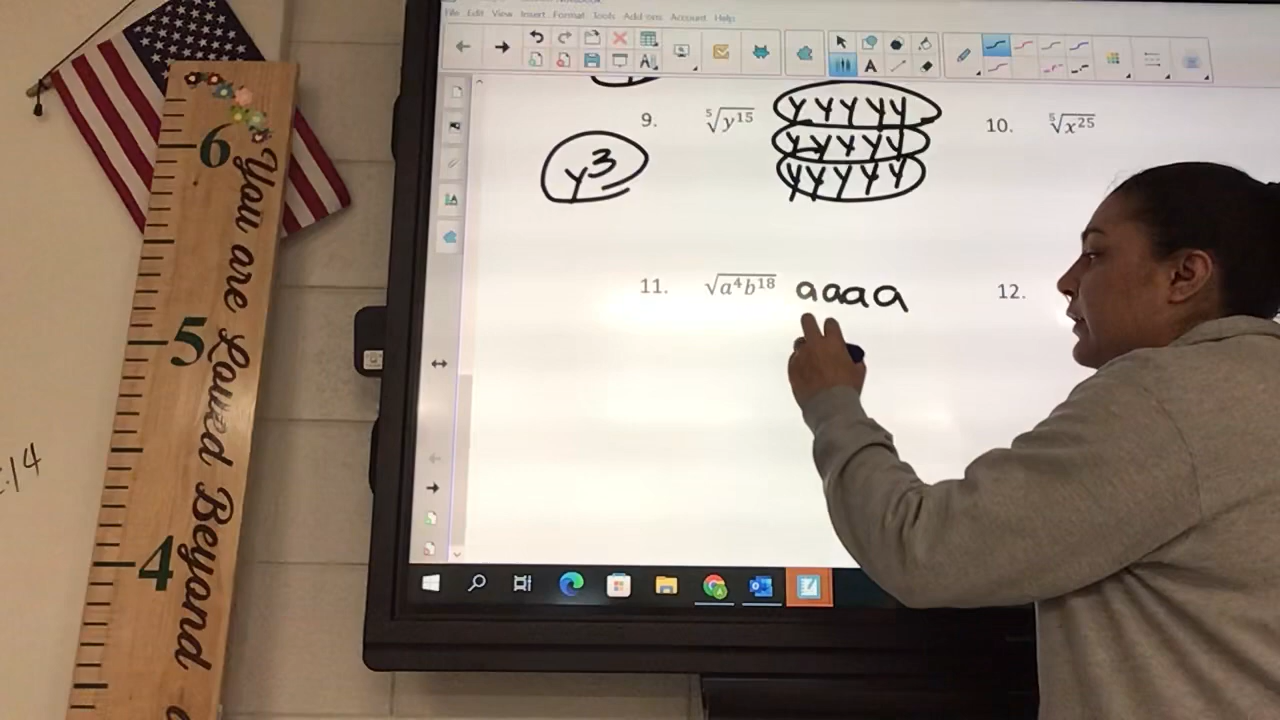 File Edit View Insert Format Tools Add-ons Account Help
9. ⁵√y¹⁵ YYYYY 10. ⁵√x²⁵
YYYYY
y³ YYYYY
11. √a⁴b¹⁸ aaaa 12.
6
5
4
You are Loved Beyond
:14